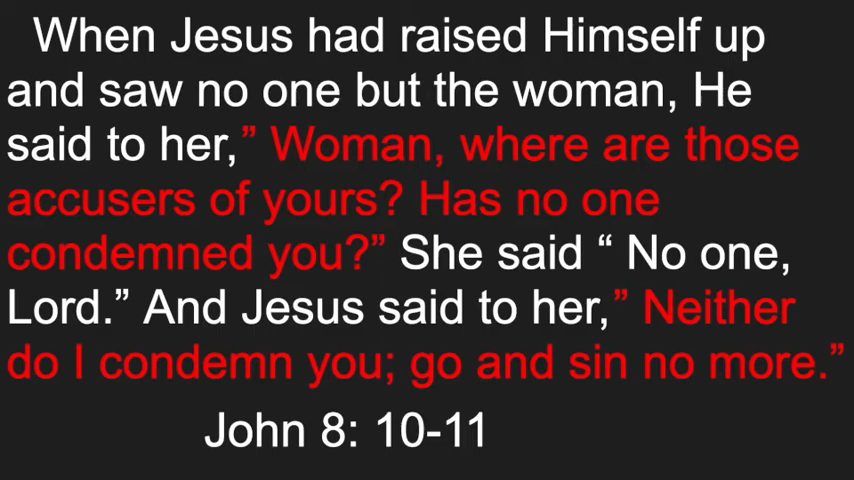 When Jesus had raised Himself up
and saw no one but the woman, He
said to her,” Woman, where are those
accusers of yours? Has no one
condemned you?” She said “ No one,
Lord.” And Jesus said to her,” Neither
do I condemn you; go and sin no more.”
John 8: 10-11